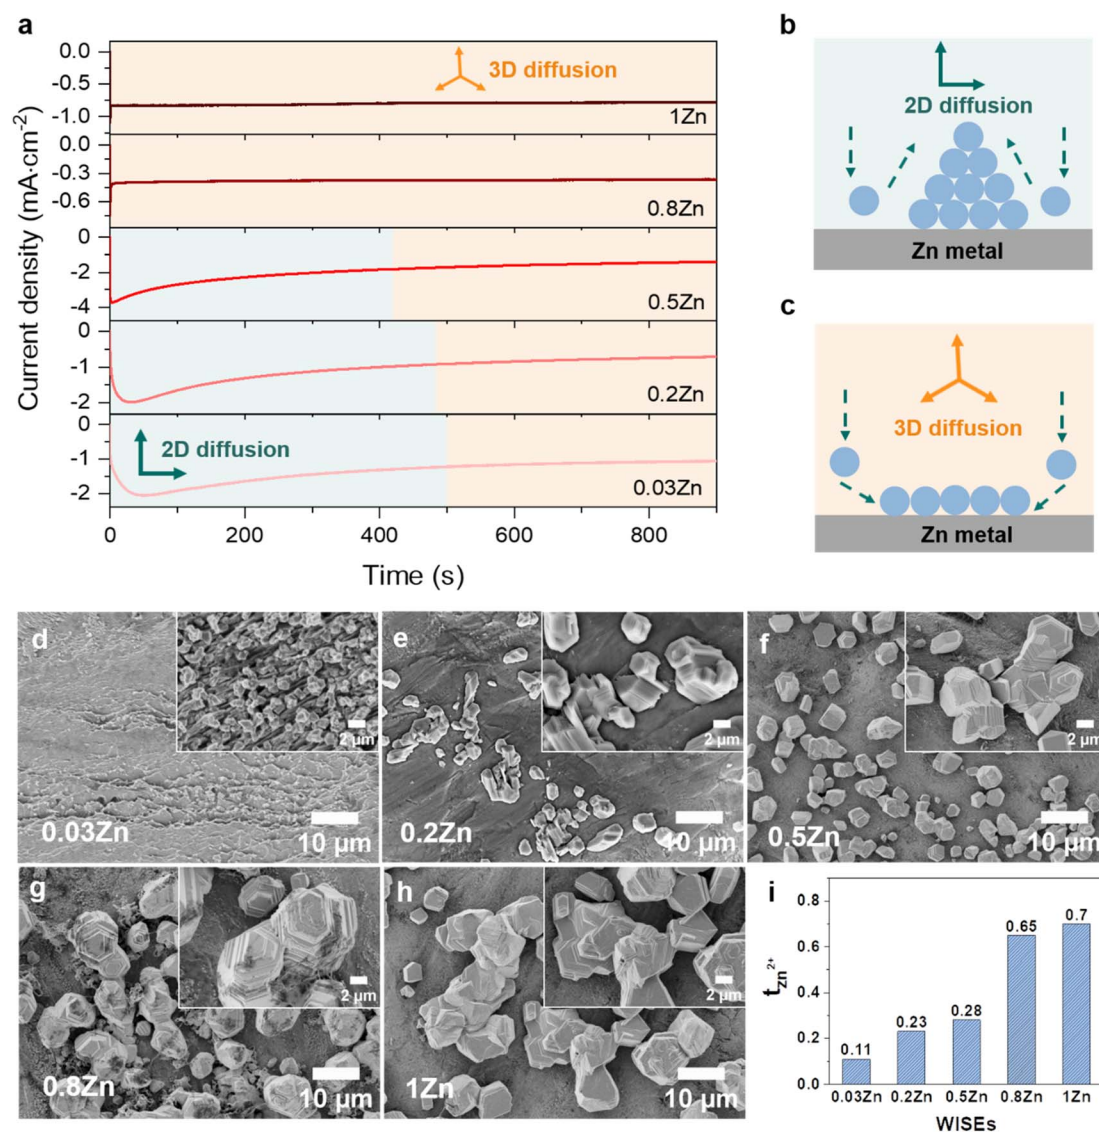 a
Current density (mA·cm⁻²)
0.0
-0.5
-1.0
3D diffusion
1Zn
0.0
-0.3
-0.6
0.8Zn
0
-2
-4
0.5Zn
0
-1
-2
0.2Zn
0
-1
-2
2D diffusion
0.03Zn
0 200 400 600 800
Time (s)
b
2D diffusion
Zn metal
c
3D diffusion
Zn metal
d
2 µm
0.03Zn
10 µm
e
2 µm
0.2Zn
10 µm
f
2 µm
0.5Zn
10 µm
g
2 µm
0.8Zn
10 µm
h
2 µm
1Zn
10 µm
i
t zn²⁺
0.8
0.6
0.4
0.2
0.0
0.11
0.23
0.28
0.65
0.7
0.03Zn 0.2Zn 0.5Zn 0.8Zn 1Zn
WISEs